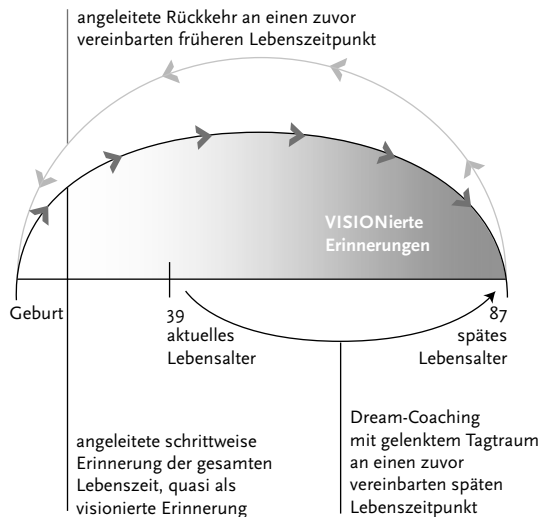 angeleitete Rückkehr an einen zuvor
vereinbarten früheren Lebenszeitpunkt
VISIONierte
Erinnerungen
Geburt
39
aktuelles
Lebensalter
87
spätes
Lebensalter
angeleitete schrittweise
Erinnerung der gesamten
Lebenszeit, quasi als
visionierte Erinnerung
Dream-Coaching
mit gelenktem Tagtraum
an einen zuvor
vereinbarten späten
Lebenszeitpunkt